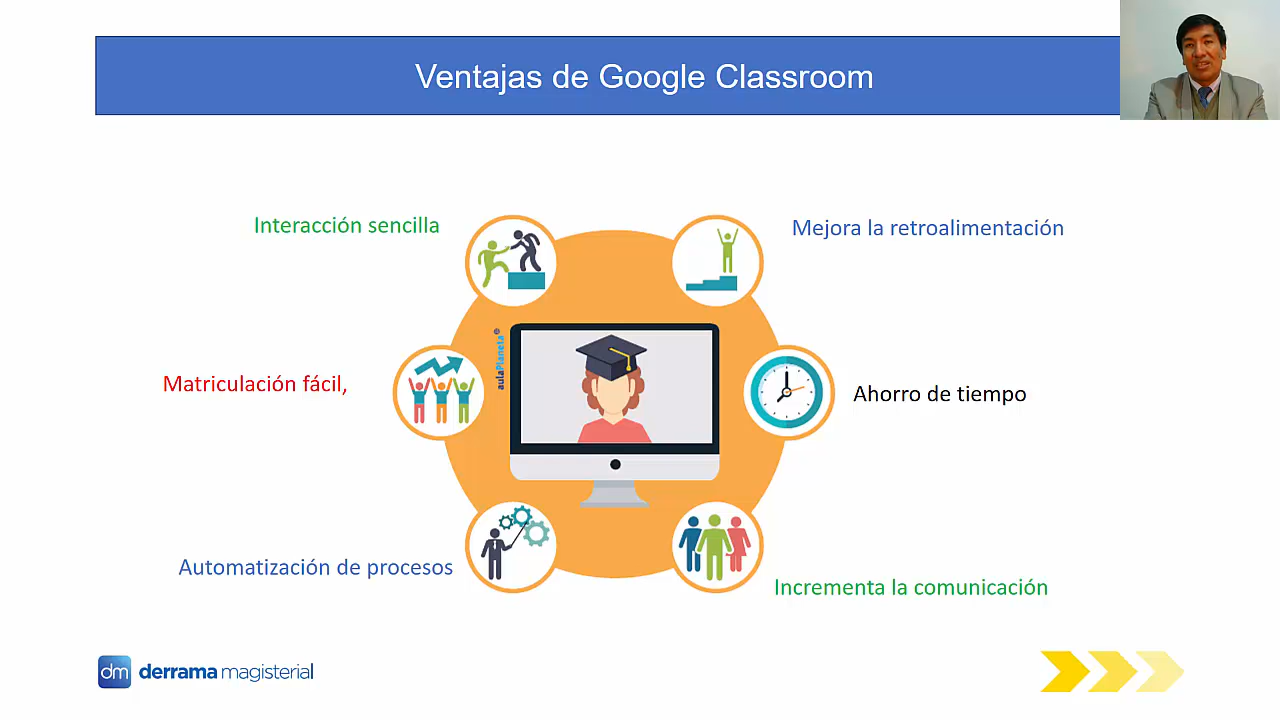 Ventajas de Google Classroom
Interacción sencilla
Mejora la retroalimentación
aulaPlaneta
Matriculación fácil,
Ahorro de tiempo
Automatización de procesos
Incrementa la comunicación
dm derrama magisterial